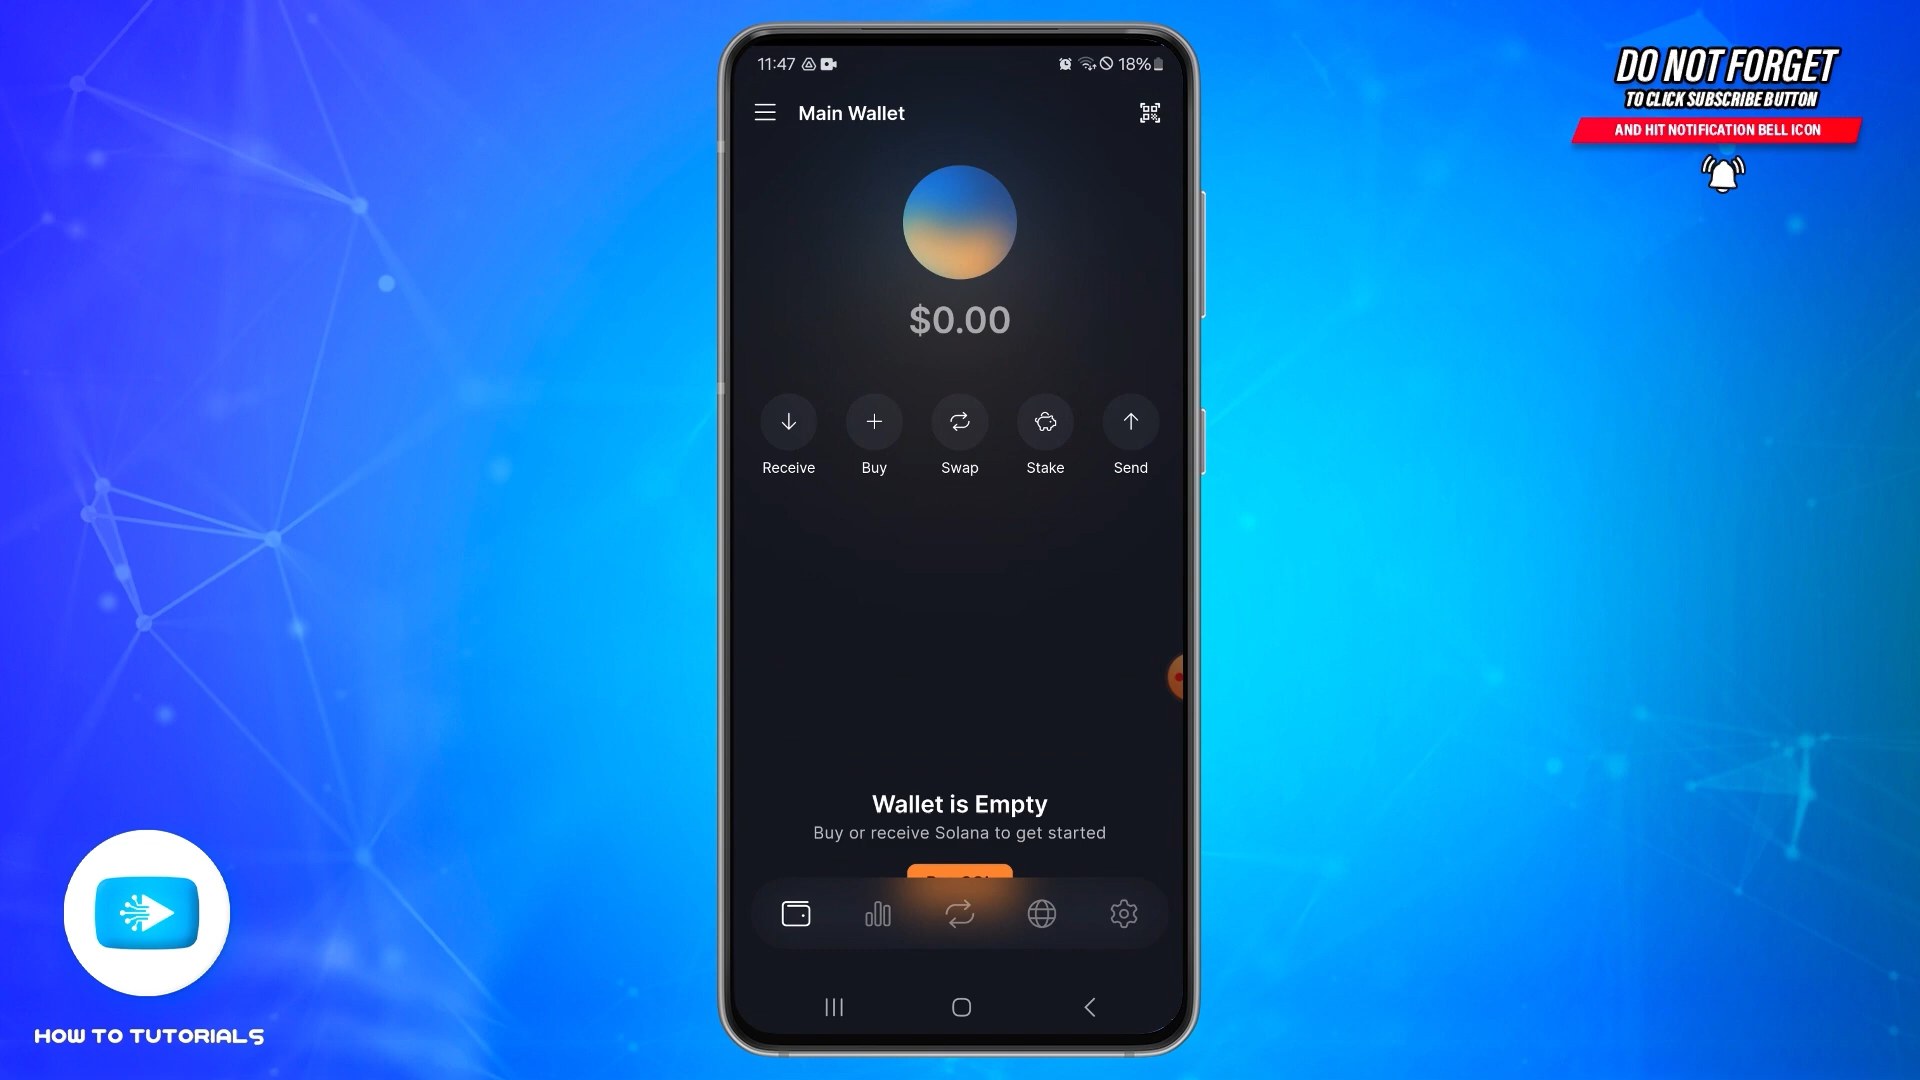 DO NOT FORGET
TO CLICK SUBSCRIBE BUTTON
AND HIT NOTIFICATION BELL ICON
11:47
18%
Main Wallet
$0.00
Receive
Buy
Swap
Stake
Send
Wallet is Empty
Buy or receive Solana to get started
HOW TO TUTORIALS